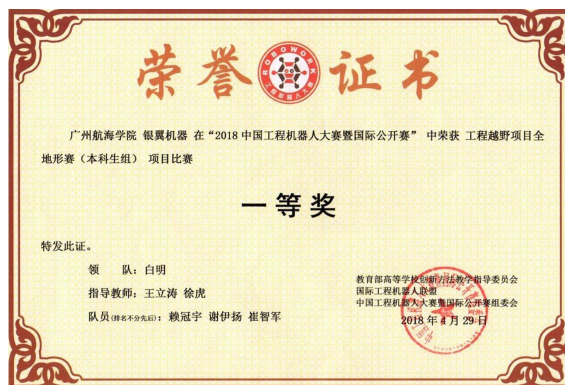 荣誉证书
ROBOWORK
广州航海学院 银翼机器 在“2018中国工程机器人大赛暨国际公开赛” 中荣获 工程越野项目全
地形赛（本科生组） 项目比赛
一等奖
特发此证。
领 队：白明
指导教师：王立涛 徐虎
队员(排名不分先后)： 赖冠宇 谢伊扬 崔智军
教育部高等学校创新方法教学指导委员会
国际工程机器人联盟
中国工程机器人大赛暨国际公开赛组委会
2018年4月29日